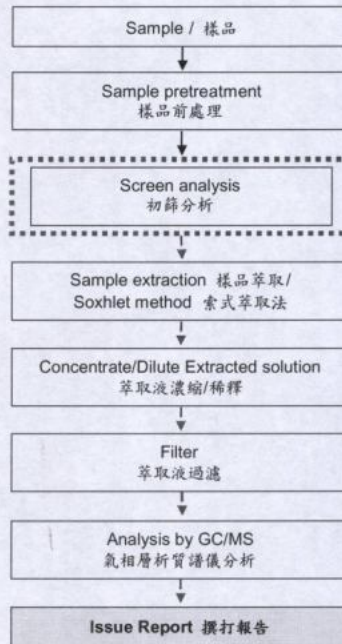 Sample / 樣品
Sample pretreatment
樣品前處理
Screen analysis
初篩分析
Sample extraction 樣品萃取/
Soxhlet method 索式萃取法
Concentrate/Dilute Extracted solution
萃取液濃縮/稀釋
Filter
萃取液過濾
Analysis by GC/MS
氣相層析質譜儀分析
Issue Report 撰打報告